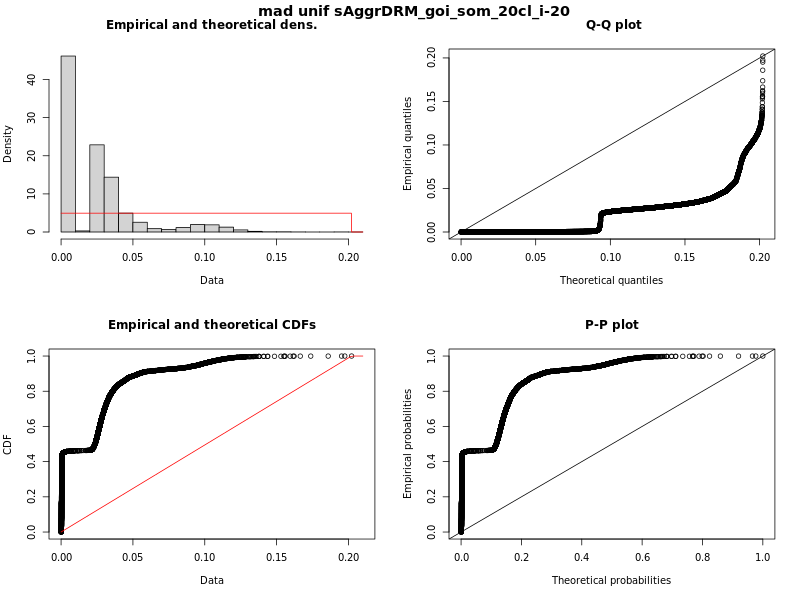 mad unif sAggrDRM_goi_som_20cl_i-20
Empirical and theoretical dens.
Density
0 10 20 30 40
0.00 0.05 0.10 0.15 0.20
Data
Q-Q plot
Empirical quantiles
0.00 0.05 0.10 0.15 0.20
0.00 0.05 0.10 0.15 0.20
Theoretical quantiles
Empirical and theoretical CDFs
CDF
0.0 0.2 0.4 0.6 0.8 1.0
0.00 0.05 0.10 0.15 0.20
Data
P-P plot
Empirical probabilities
0.0 0.2 0.4 0.6 0.8 1.0
0.0 0.2 0.4 0.6 0.8 1.0
Theoretical probabilities